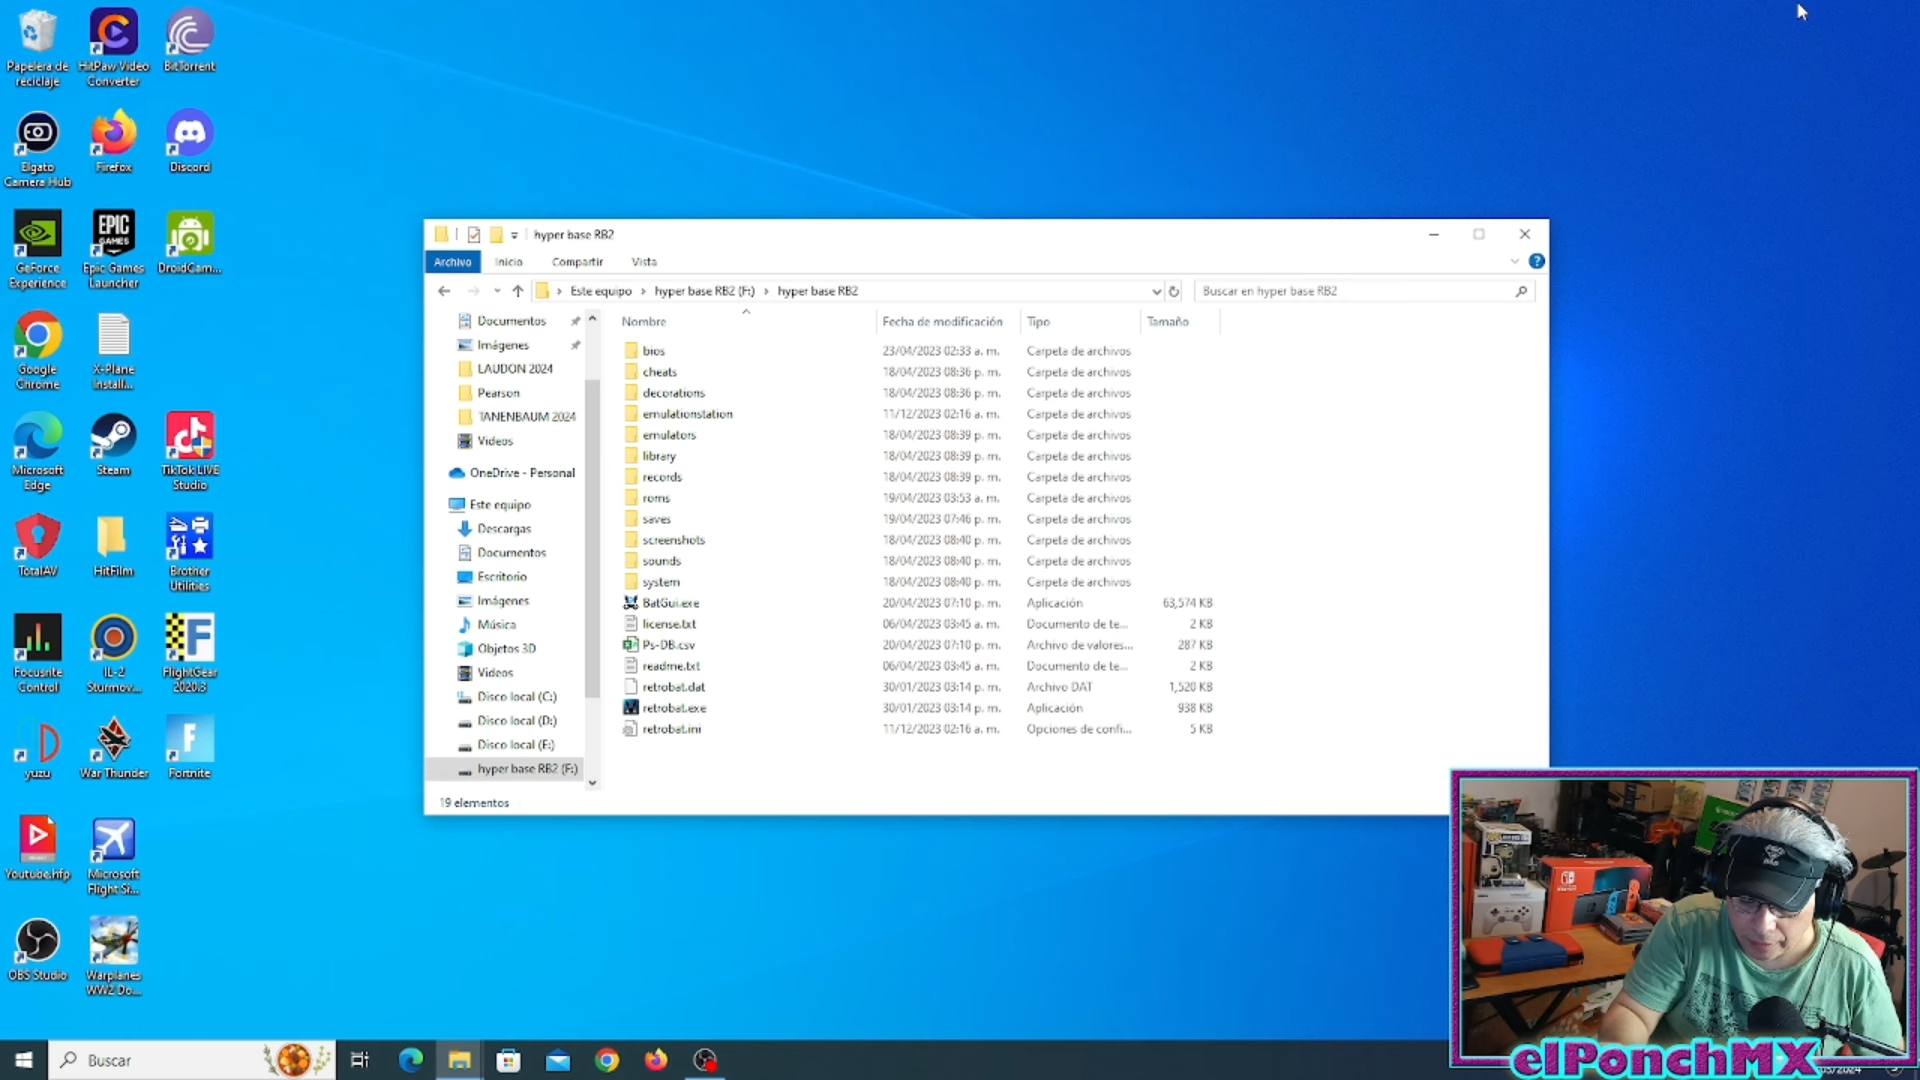 Papelera de
reciclaje
HitPaw Video
Converter
BitTorrent
Elgato
Camera Hub
Firefox
Discord
GeForce
Experience
EPIC
GAMES
Epic Games
Launcher
DroidCam...
Google
Chrome
X-Plane
Install...
Microsoft
Edge
Steam
TikTok LIVE
Studio
TotalAV
HitFilm
Brother
Utilities
Focusrite
Control
IL-2
Sturmov...
FlightGear
2020.3
yuzu
War Thunder
Fortnite
Youtube.hfp
Microsoft
Flight Si...
OBS Studio
Warplanes
WW2 Do...
hyper base RB2
Archivo Inicio Compartir Vista
Este equipo > hyper base RB2 (F:) > hyper base RB2
Buscar en hyper base RB2
Documentos
Imágenes
LAUDON 2024
Pearson
TANENBAUM 2024
Videos
OneDrive - Personal
Este equipo
Descargas
Documentos
Escritorio
Imágenes
Música
Objetos 3D
Videos
Disco local (C:)
Disco local (D:)
Disco local (E:)
hyper base RB2 (F:)
Nombre Fecha de modificación Tipo Tamaño
bios 23/04/2023 02:33 a. m. Carpeta de archivos
cheats 18/04/2023 08:36 p. m. Carpeta de archivos
decorations 18/04/2023 08:36 p. m. Carpeta de archivos
emulationstation 11/12/2023 02:16 a. m. Carpeta de archivos
emulators 18/04/2023 08:39 p. m. Carpeta de archivos
library 18/04/2023 08:39 p. m. Carpeta de archivos
records 18/04/2023 08:39 p. m. Carpeta de archivos
roms 19/04/2023 03:53 a. m. Carpeta de archivos
saves 19/04/2023 07:46 p. m. Carpeta de archivos
screenshots 18/04/2023 08:40 p. m. Carpeta de archivos
sounds 18/04/2023 08:40 p. m. Carpeta de archivos
system 18/04/2023 08:40 p. m. Carpeta de archivos
BatGui.exe 20/04/2023 07:10 p. m. Aplicación 63,574 KB
license.txt 06/04/2023 03:45 a. m. Documento de te... 2 KB
Ps-DB.csv 20/04/2023 07:10 p. m. Archivo de valores... 287 KB
readme.txt 06/04/2023 03:45 a. m. Documento de te... 2 KB
retrobat.dat 30/01/2023 03:14 p. m. Archivo DAT 1,520 KB
retrobat.exe 30/01/2023 03:14 p. m. Aplicación 938 KB
retrobat.ini 11/12/2023 02:16 a. m. Opciones de confi... 5 KB
19 elementos
Buscar
elPonchMX